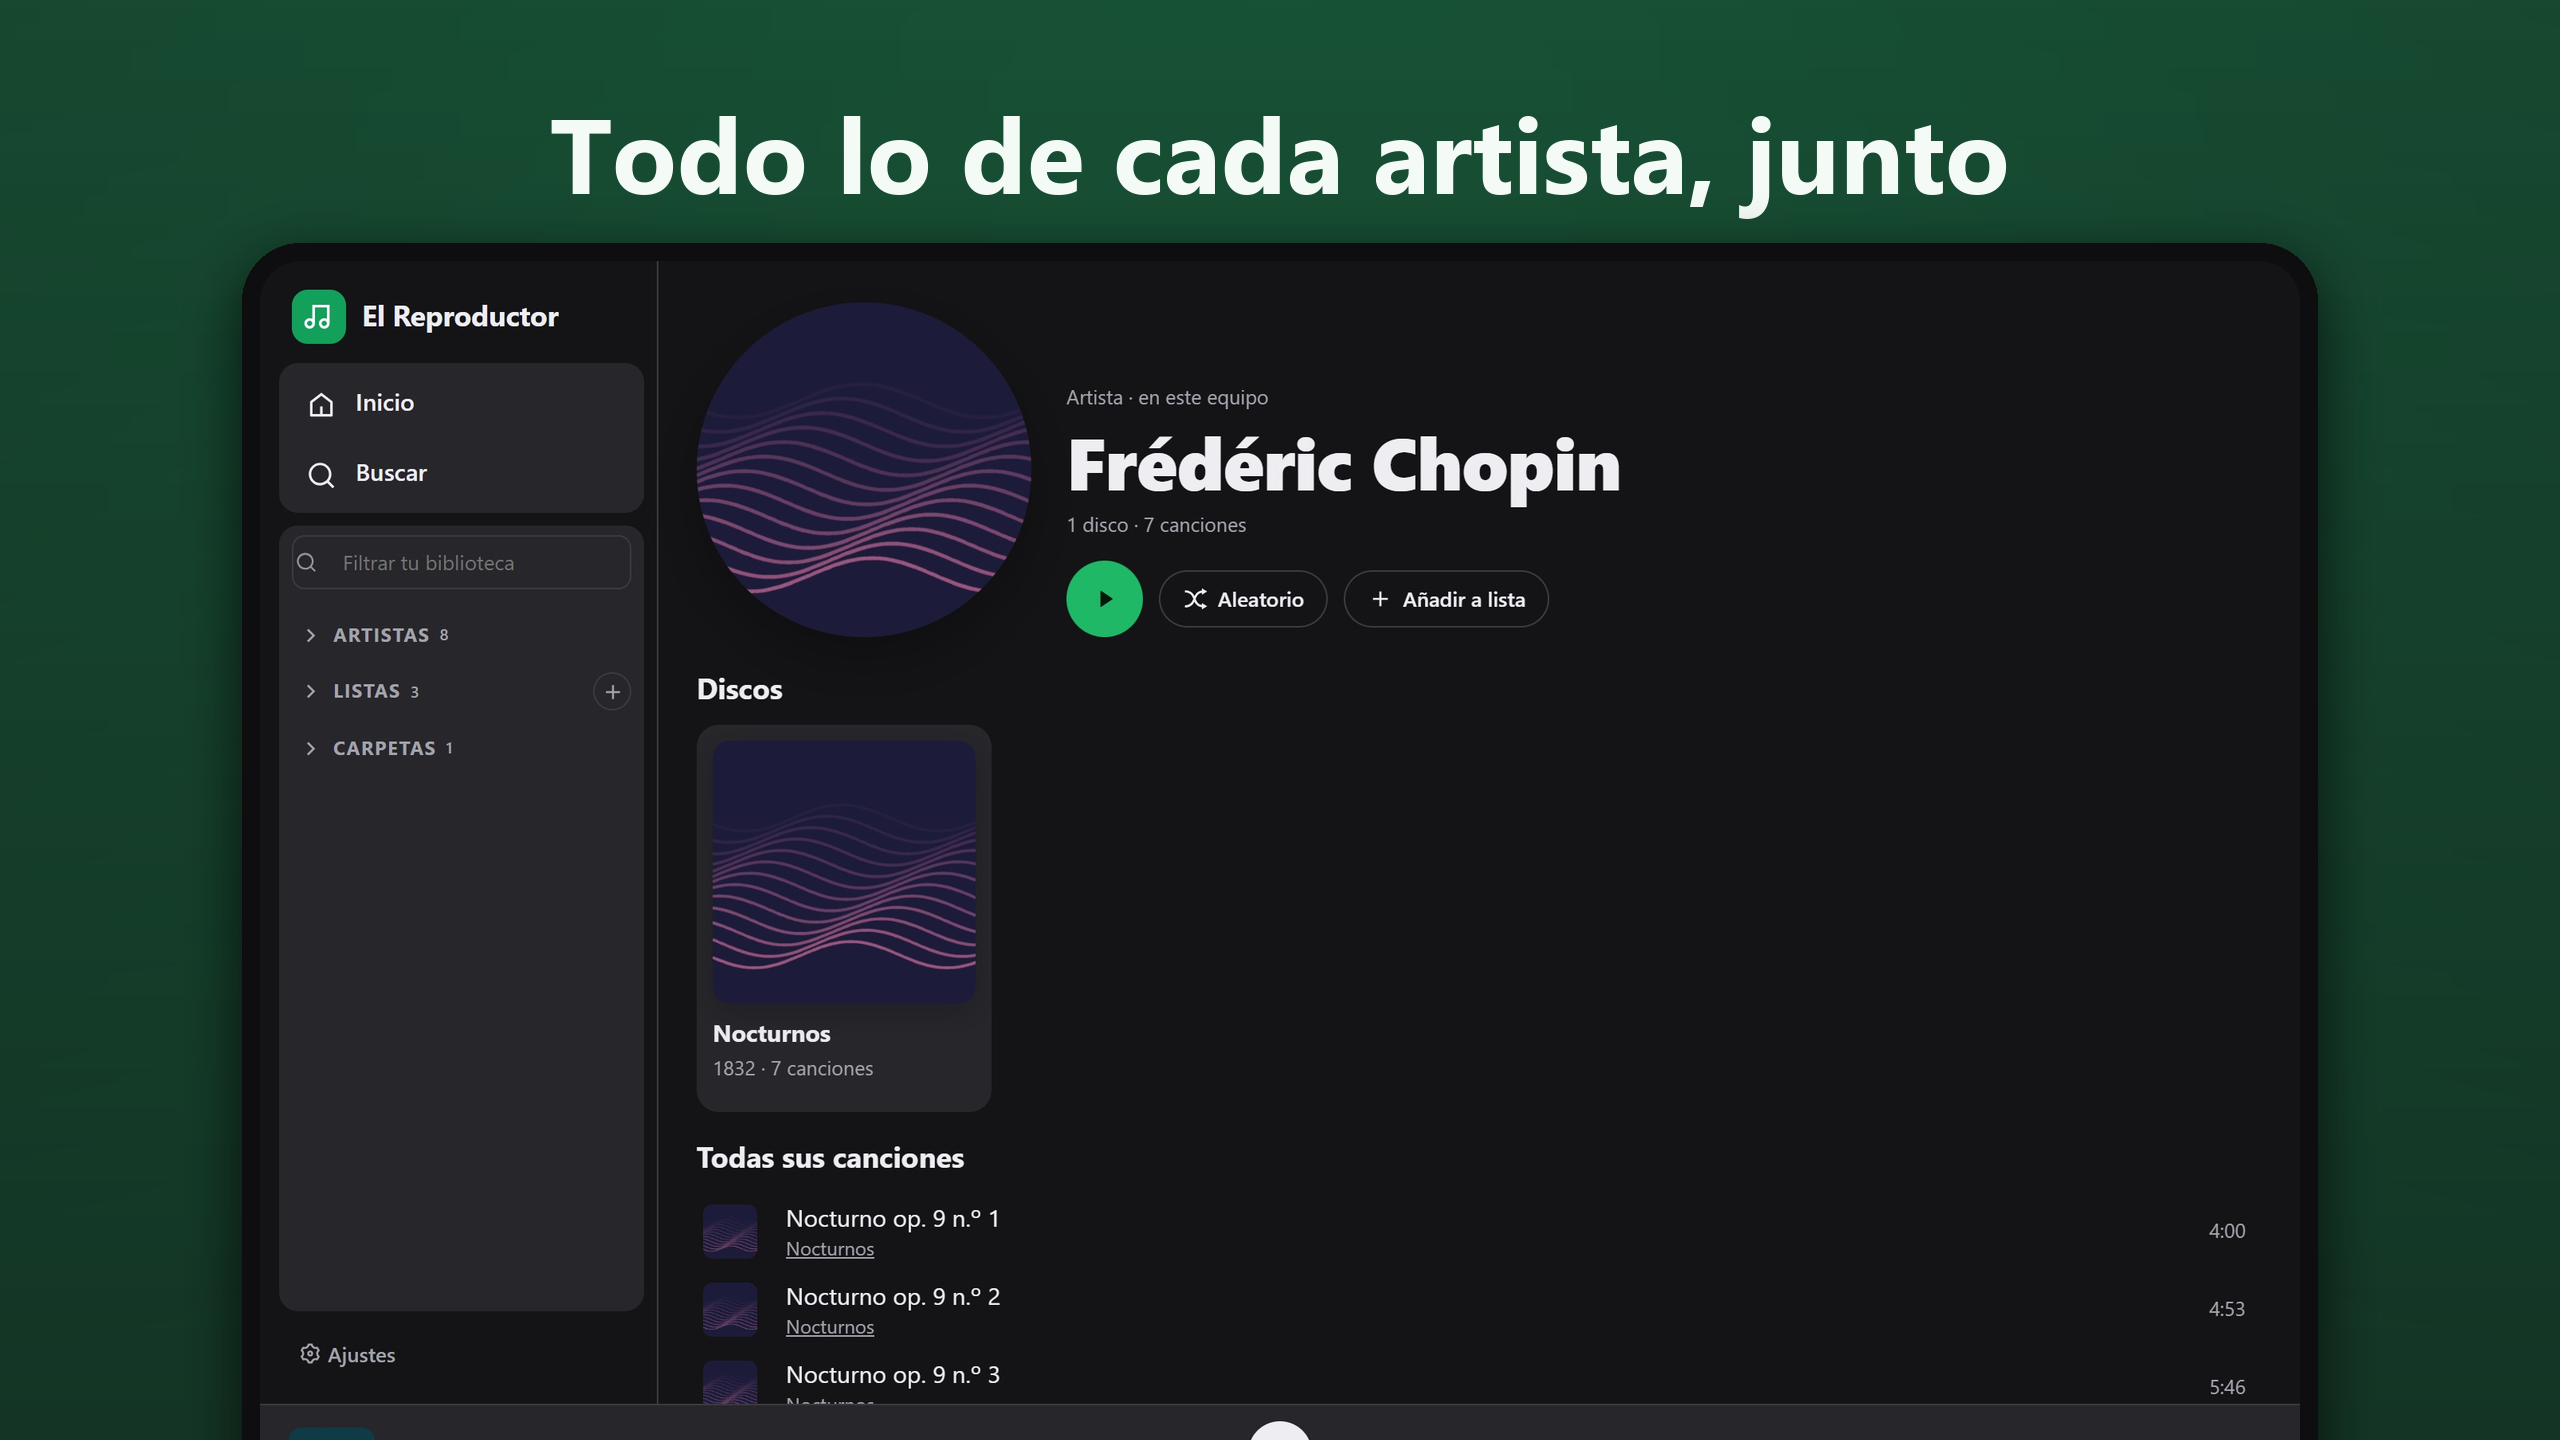 Todo lo de cada artista, junto
El Reproductor
Inicio
Buscar
Filtrar tu biblioteca
ARTISTAS 8
LISTAS 3
CARPETAS 1
Ajustes
Artista · en este equipo
Frédéric Chopin
1 disco · 7 canciones
Aleatorio
Añadir a lista
Discos
Nocturnos
1832 · 7 canciones
Todas sus canciones
Nocturno op. 9 n.º 1
Nocturnos
4:00
Nocturno op. 9 n.º 2
Nocturnos
4:53
Nocturno op. 9 n.º 3
5:46